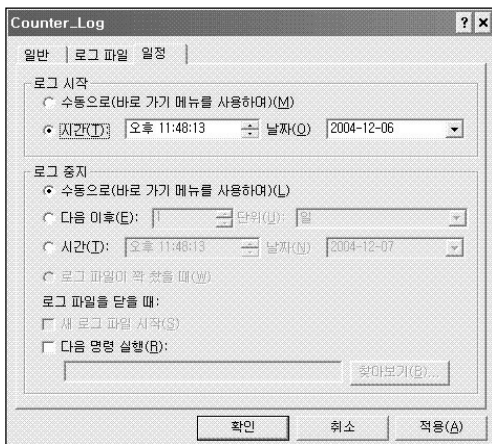 Counter_Log
일반 로그 파일 일정
로그 시작
수동으로(바로 가기 메뉴를 사용하여)(M)
시간(T): 오후 11:48:13 날짜(O) 2004-12-06
로그 중지
수동으로(바로 가기 메뉴를 사용하여)(L)
다음 이후(E): 1 단위(U): 일
시간(T): 오후 11:48:13 날짜(N) 2004-12-07
로그 파일이 꽉 찼을 때(W)
로그 파일을 닫을 때:
새 로그 파일 시작(S)
다음 명령 실행(R):
찾아보기(B)...
확인 취소 적용(A)